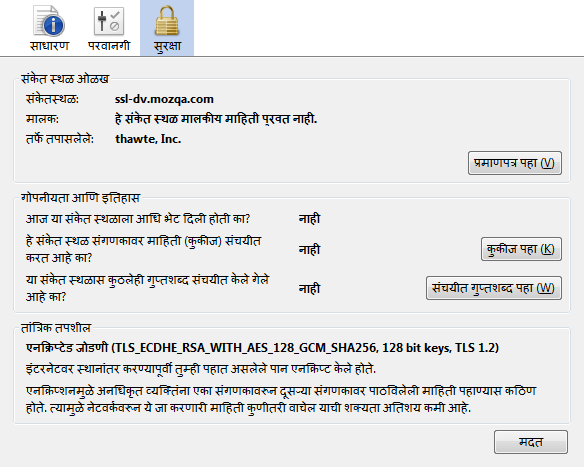 साधारण परवानगी सुरक्षा
संकेत स्थळ ओळख
संकेतस्थळ: ssl-dv.mozqa.com
मालक: हे संकेत स्थळ मालकीय माहिती पुरवत नाही.
तर्फे तपासलेले: thawte, Inc.
प्रमाणपत्र पहा (V)
गोपनीयता आणि इतिहास
आज या संकेत स्थळाला आधि भेट दिली होती का? नाही
हे संकेत स्थळ संगणकावर माहिती (कुकीज) संचयीत नाही कुकीज पहा (K)
करत आहे का?
या संकेत स्थळास कुठलेही गुप्तशब्द संचयीत केले गेले नाही संचयीत गुप्तशब्द पहा (W)
आहे का?
तांत्रिक तपशील
एनक्रिप्टेड जोडणी (TLS_ECDHE_RSA_WITH_AES_128_GCM_SHA256, 128 bit keys, TLS 1.2)
इंटरनेटवर स्थानांतर करण्यापूर्वी तुम्ही पहात असलेले पान एनक्रिप्ट केले होते.
एनक्रिप्शनमुळे अनधिकृत व्यक्तिंना एका संगणकावरुन दूसऱ्या संगणकावर पाठविलेली माहिती पहाण्यास कठिण
होते. त्यामुळे नेटवर्कवरुन ये जा करणारी माहिती कुणीतरी वाचेल याची शक्यता अतिशय कमी आहे.
मदत